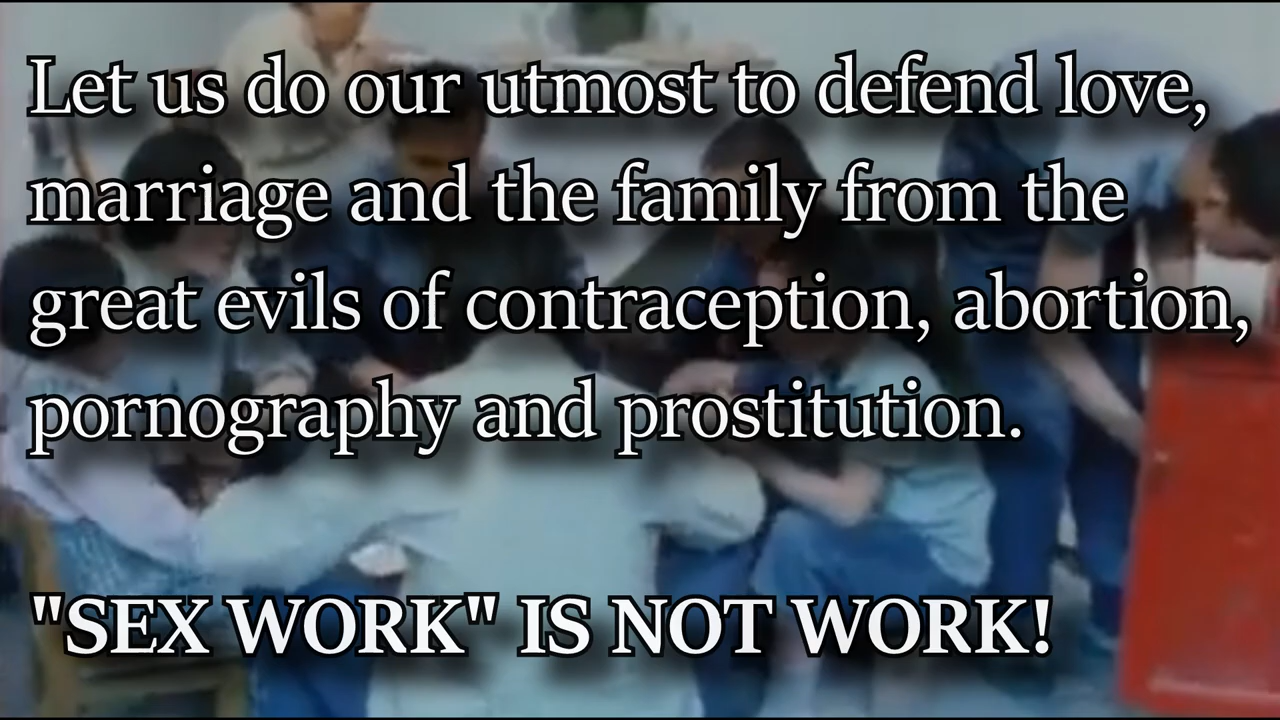 Let us do our utmost to defend love,
marriage and the family from the
great evils of contraception, abortion,
pornography and prostitution.
"SEX WORK" IS NOT WORK!